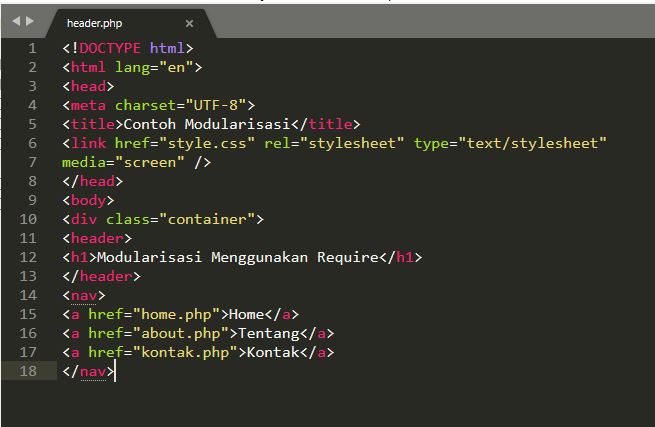 header.php ×
1 <!DOCTYPE html>
2 <html lang="en">
3 <head>
4 <meta charset="UTF-8">
5 <title>Contoh Modularisasi</title>
6 <link href="style.css" rel="stylesheet" type="text/stylesheet"
7 media="screen" />
8 </head>
9 <body>
10 <div class="container">
11 <header>
12 <h1>Modularisasi Menggunakan Require</h1>
13 </header>
14 <nav>
15 <a href="home.php">Home</a>
16 <a href="about.php">Tentang</a>
17 <a href="kontak.php">Kontak</a>
18 </nav>